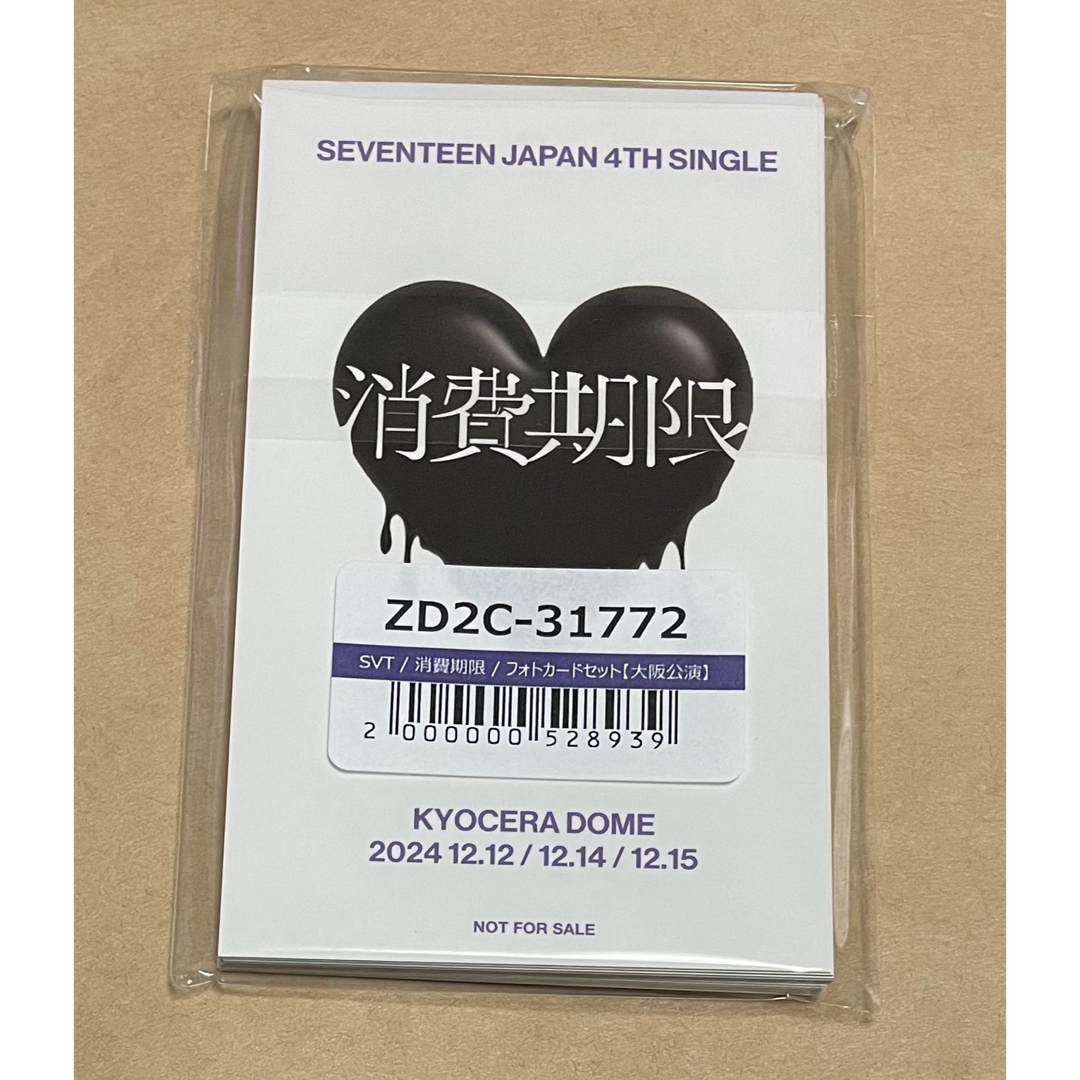 SEVENTEEN JAPAN 4TH SINGLE
消費期限
ZD2C-31772
SVT / 消費期限 / フォトカードセット【大阪公演】
2 000000 528939
KYOCERA DOME
2024 12.12 / 12.14 / 12.15
NOT FOR SALE